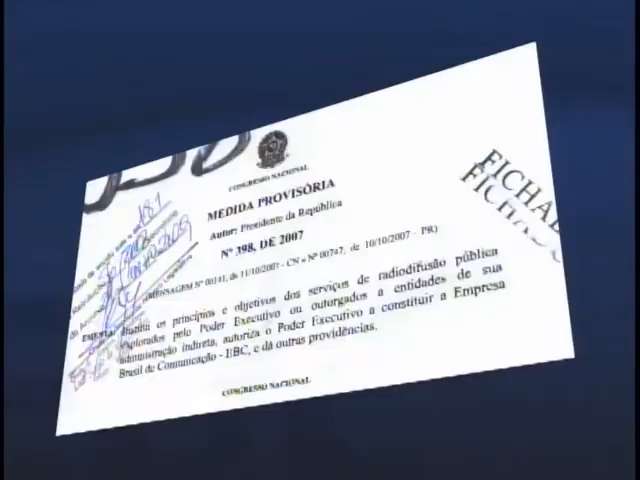 CONGRESSO NACIONAL
MEDIDA PROVISÓRIA
Autor: Presidente da República
Nº 398, DE 2007
(MENSAGEM Nº 00141, de 11/10/2007 - CN e Nº 00747, de 10/10/2007 - PR)
FICHA
FICHAD
181
EMENTA: Institui os princípios e objetivos dos serviços de radiodifusão pública
explorados pelo Poder Executivo ou outorgados a entidades de sua
administração indireta, autoriza o Poder Executivo a constituir a Empresa
Brasil de Comunicação - EBC, e dá outras providências.
CONGRESSO NACIONAL